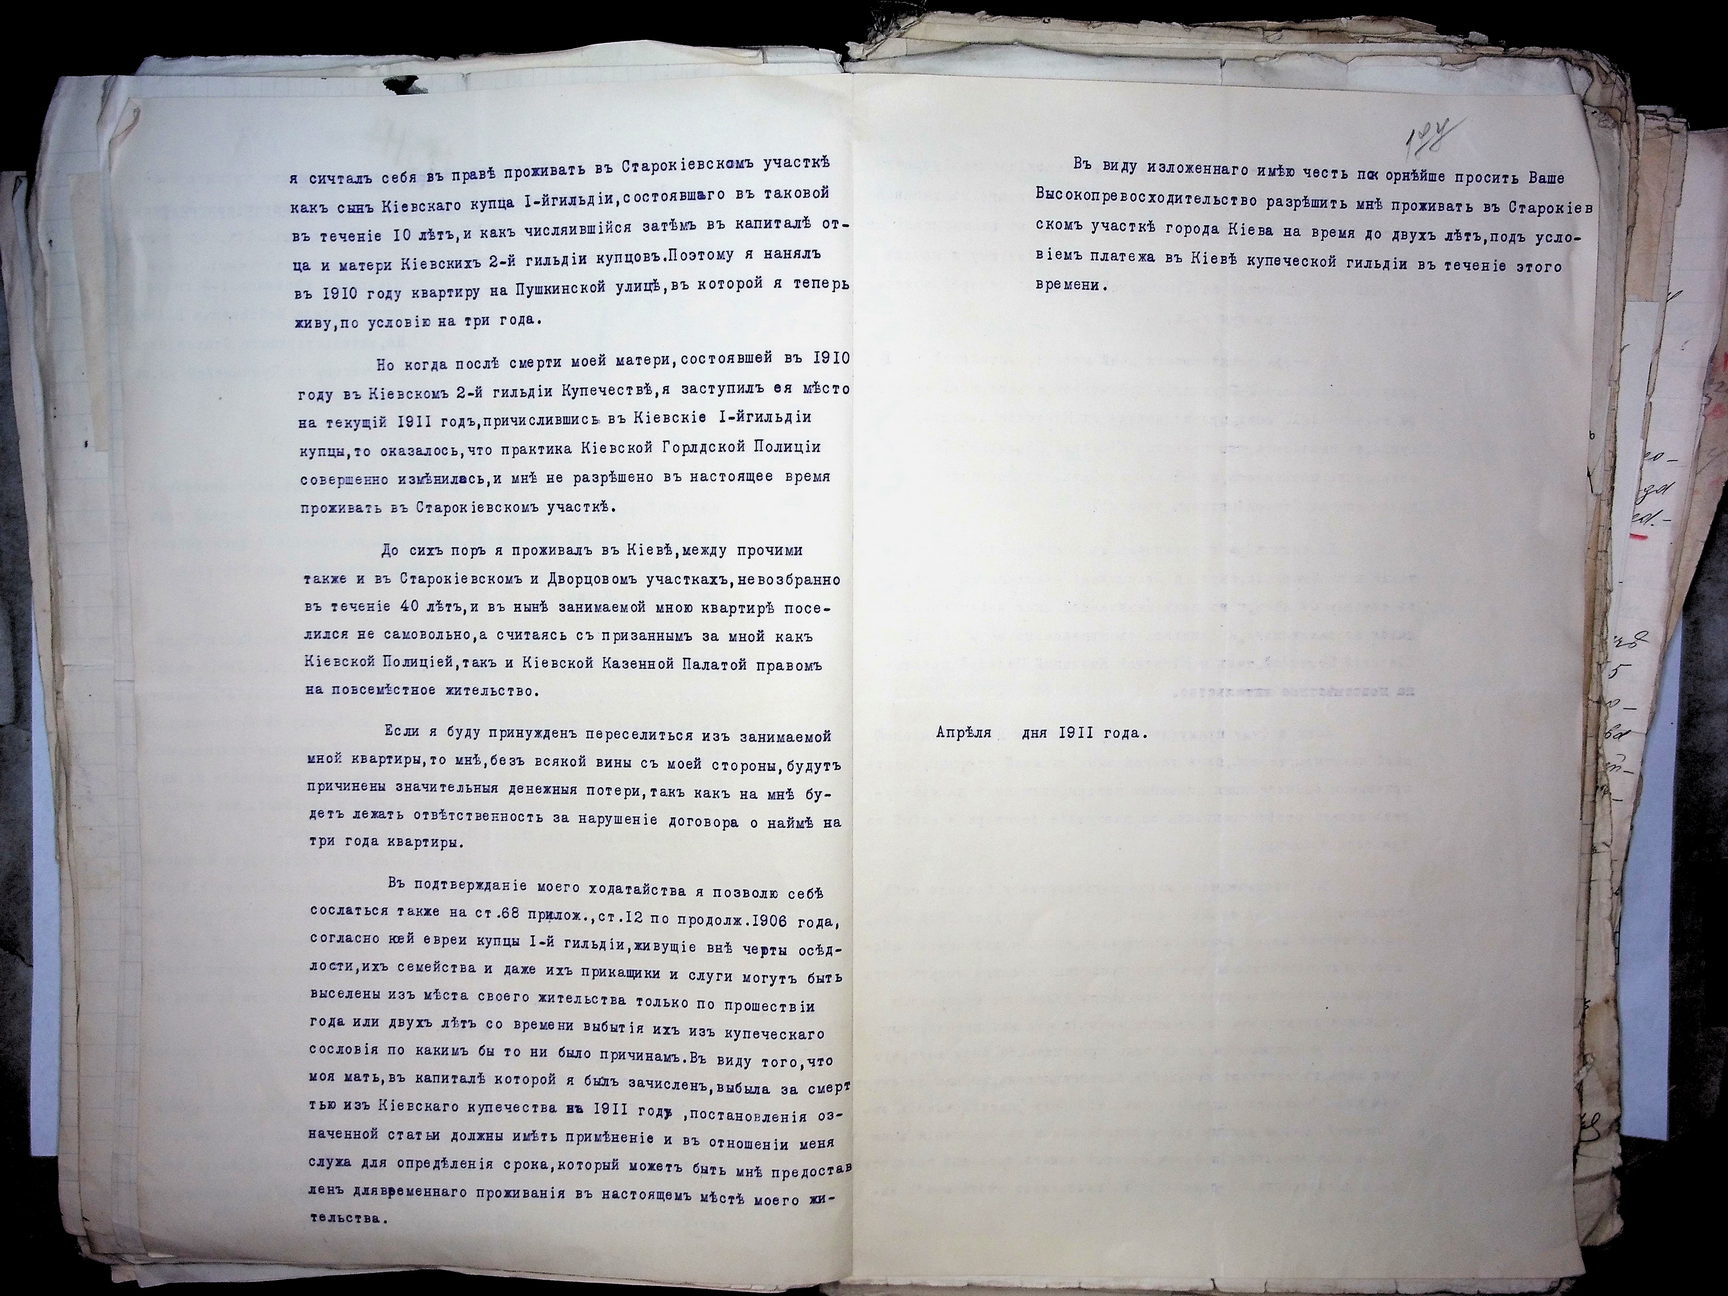 я сичталъ себя въ правѣ проживать въ Старокіевскомъ участкѣ
какъ сынъ Кіевскаго купца I-йгильдіи,состоявшаго въ таковой
въ теченіе IO лѣтъ,и какъ числяившійся затѣмъ въ капиталѣ от-
ца и матери Кіевскихъ 2-й гильдіи купцовъ.Поэтому я нанялъ
въ I9IO году квартиру на Пушкинской улицѣ,въ которой я теперь
живу,по условію на три года.
Но когда послѣ смерти моей матери,состоявшей въ I9IO
году въ Кіевскомъ 2-й гильдіи Купечествѣ,я заступилъ ея мѣсто
на текущій I9II годъ,причислившись въ Кіевскіе I-йгильдіи
купцы,то оказалось,что практика Кіевской Горлдской Полиціи
совершенно измѣнилась,и мнѣ не разрѣшено въ настоящее время
проживать въ Старокіевскомъ участкѣ.
До сихъ поръ я проживалъ въ Кіевѣ,между прочими
также и въ Старокіевскомъ и Дворцовомъ участкахъ,невозбранно
въ теченіе 40 лѣтъ,и въ нынѣ занимаемой мною квартирѣ посе-
лился не самовольно,а считаясь съ призаннымъ за мной какъ
Кіевской Полиціей,такъ и Кіевской Казенной Палатой правомъ
на повсемѣстное жительство.
Если я буду принужденъ переселиться изъ занимаемой
мной квартиры,то мнѣ,безъ всякой вины съ моей стороны,будутъ
причинены значительныя денежныя потери,такъ какъ на мнѣ бу-
детъ лежать отвѣтственность за нарушеніе договора о наймѣ на
три года квартиры.
Въ подтвержданіе моего ходатайства я позволю себѣ
сослаться также на ст.68 прилож.,ст.I2 по продолж.I906 года,
согласно кей евреи купцы I-й гильдіи,живущіе внѣ черты осѣд-
лости,ихъ семейства и даже ихъ прикащики и слуги могутъ быть
выселены изъ мѣста своего жительства только по прошествіи
года или двухъ лѣтъ со времени выбытія ихъ изъ купеческаго
сословія по какимъ бы то ни было причинамъ.Въ виду того,что
моя мать,въ капиталѣ которой я былъ зачисленъ,выбыла за смерт
тью изъ Кіевскаго купечества на I9II годъ ,постановленія оз-
наченной статьи должны имѣть примѣненіе и въ отношеніи меня
служа для опредѣленія срока,который можетъ быть мнѣ предостав
ленъ длявременнаго проживанія въ настоящемъ мѣстѣ моего жи-
тельства.
Въ виду изложеннаго имѣю честь пок орнѣйше просить Ваше
Высокопревосходительство разрѣшить мнѣ проживать въ Старокіев
скомъ участкѣ города Кіева на время до двухъ лѣтъ,подъ усло-
віемъ платежа въ Кіевѣ купеческой гильдіи въ теченіе этого
времени.
Апрѣля дня I9II года.